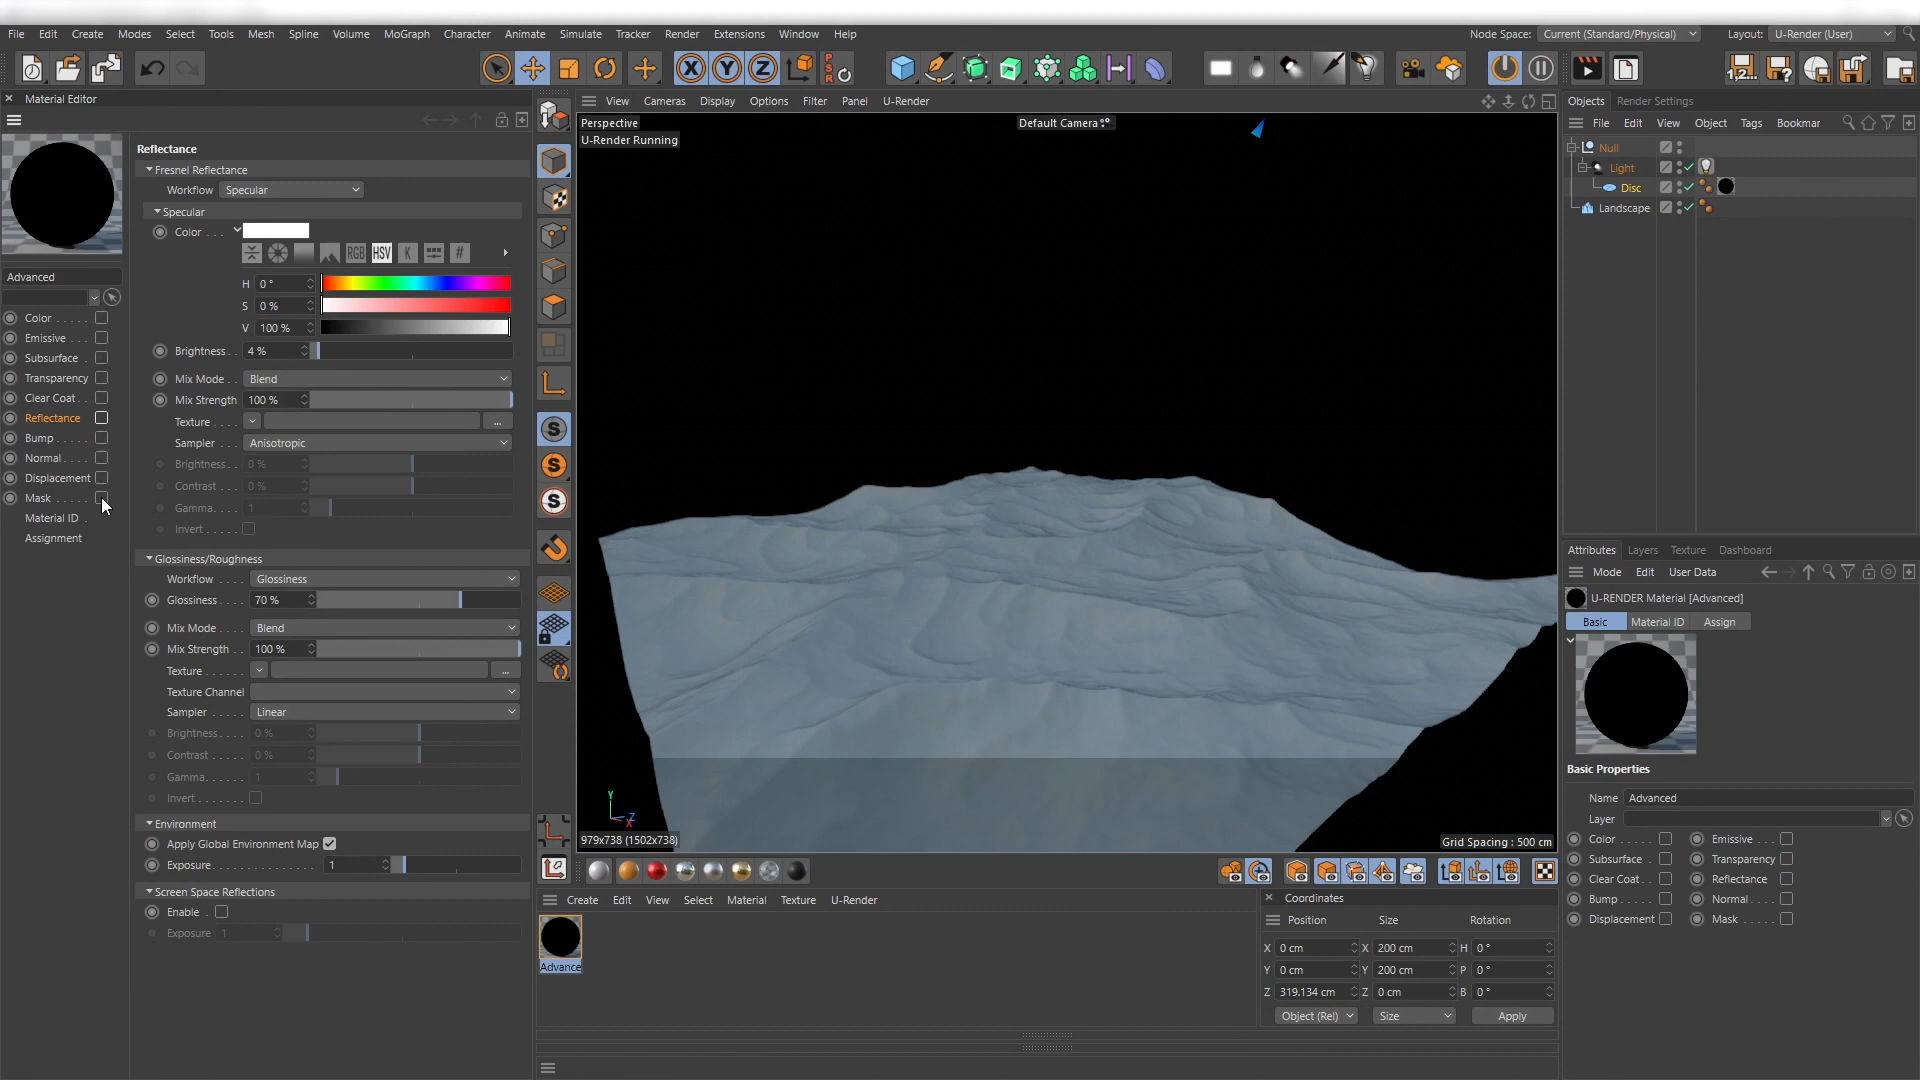 File Edit Create Modes Select Tools Mesh Spline Volume MoGraph Character Animate Simulate Tracker Render Extensions Window Help
Node Space: Current (Standard/Physical) Layout: U-Render (User)
X Y Z PSR
1,2...
Material Editor
View Cameras Display Options Filter Panel U-Render
Objects Render Settings
File Edit View Object Tags Bookmar
Perspective
Default Camera
U-Render Running
Null
Light
Disc
Landscape
Reflectance
Fresnel Reflectance
Workflow Specular
Specular
Color . . .
RGB HSV K #
H 0 °
S 0 %
V 100 %
Brightness . . 4 %
Mix Mode . . Blend
Mix Strength 100 %
Texture . . . . ...
Sampler . . . Anisotropic
Brightness . . 0 %
Contrast . . . 0 %
Gamma. . . . 1
Invert . . . . .
Advanced
Color . . . . .
Emissive . . .
Subsurface .
Transparency
Clear Coat . .
Reflectance
Bump . . . . .
Normal . . . .
Displacement
Mask . . . . .
Material ID .
Assignment
Glossiness/Roughness
Workflow . . . . Glossiness
Glossiness . . . . 70 %
Mix Mode . . . . Blend
Mix Strength . . 100 %
Texture . . . . . . ...
Texture Channel
Sampler . . . . . Linear
Brightness. . . . 0 %
Contrast . . . . . 0 %
Gamma. . . . . . 1
Invert . . . . . . .
Environment
Apply Global Environment Map
Exposure. . . . . . . . . . . . . . 1
Screen Space Reflections
Enable .
Exposure 1
S
S
S
Y
Z
X
979x738 (1502x738)
Grid Spacing : 500 cm
Create Edit View Select Material Texture U-Render
Advance
Coordinates
Position Size Rotation
X 0 cm X 200 cm H 0 °
Y 0 cm Y 200 cm P 0 °
Z 319.134 cm Z 0 cm B 0 °
Object (Rel) Size Apply
Attributes Layers Texture Dashboard
Mode Edit User Data
U-RENDER Material [Advanced]
Basic Material ID Assign
Basic Properties
Name Advanced
Layer
Color . . . . Emissive . . .
Subsurface . Transparency
Clear Coat . . Reflectance
Bump . . . . Normal . . . .
Displacement Mask . . . . .